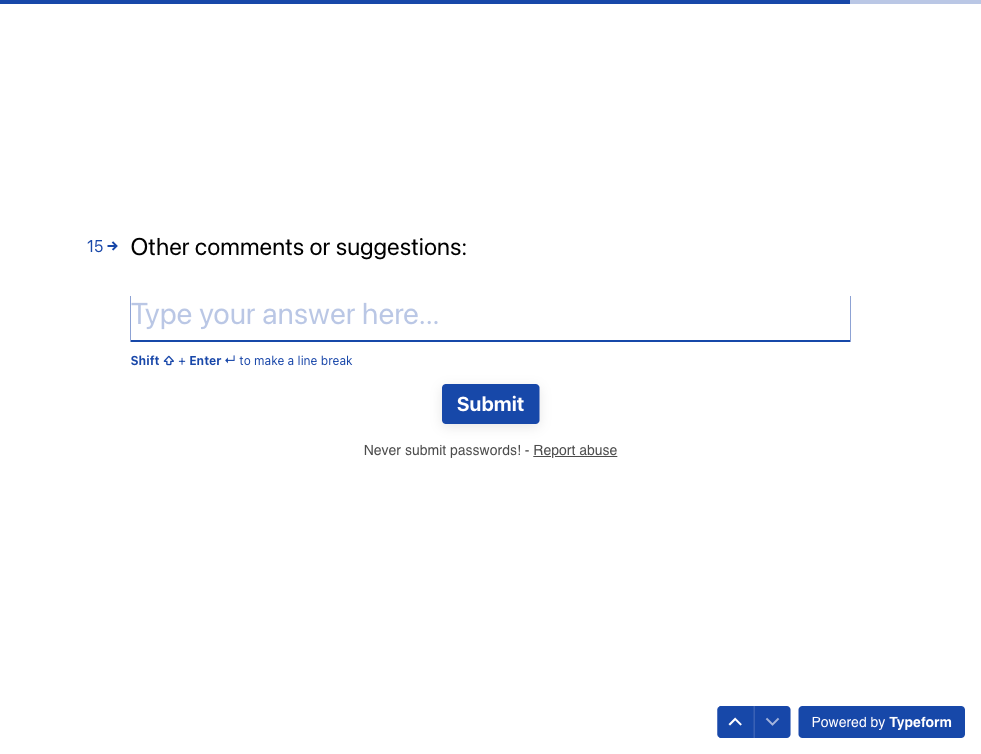 15 Other comments or suggestions:
Type your answer here...
Shift ⇧ + Enter ↵ to make a line break
Submit
Never submit passwords! - Report abuse
Powered by Typeform